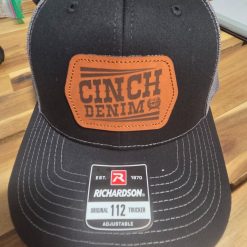 CINCH
DENIM
EST. R 1970
RICHARDSON
ORIGINAL 112 TRUCKER
ADJUSTABLE